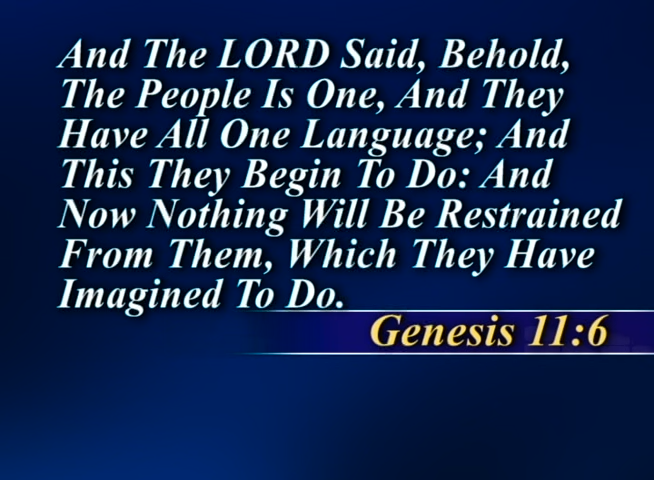 And The LORD Said, Behold,
The People Is One, And They
Have All One Language; And
This They Begin To Do: And
Now Nothing Will Be Restrained
From Them, Which They Have
Imagined To Do.
Genesis 11:6